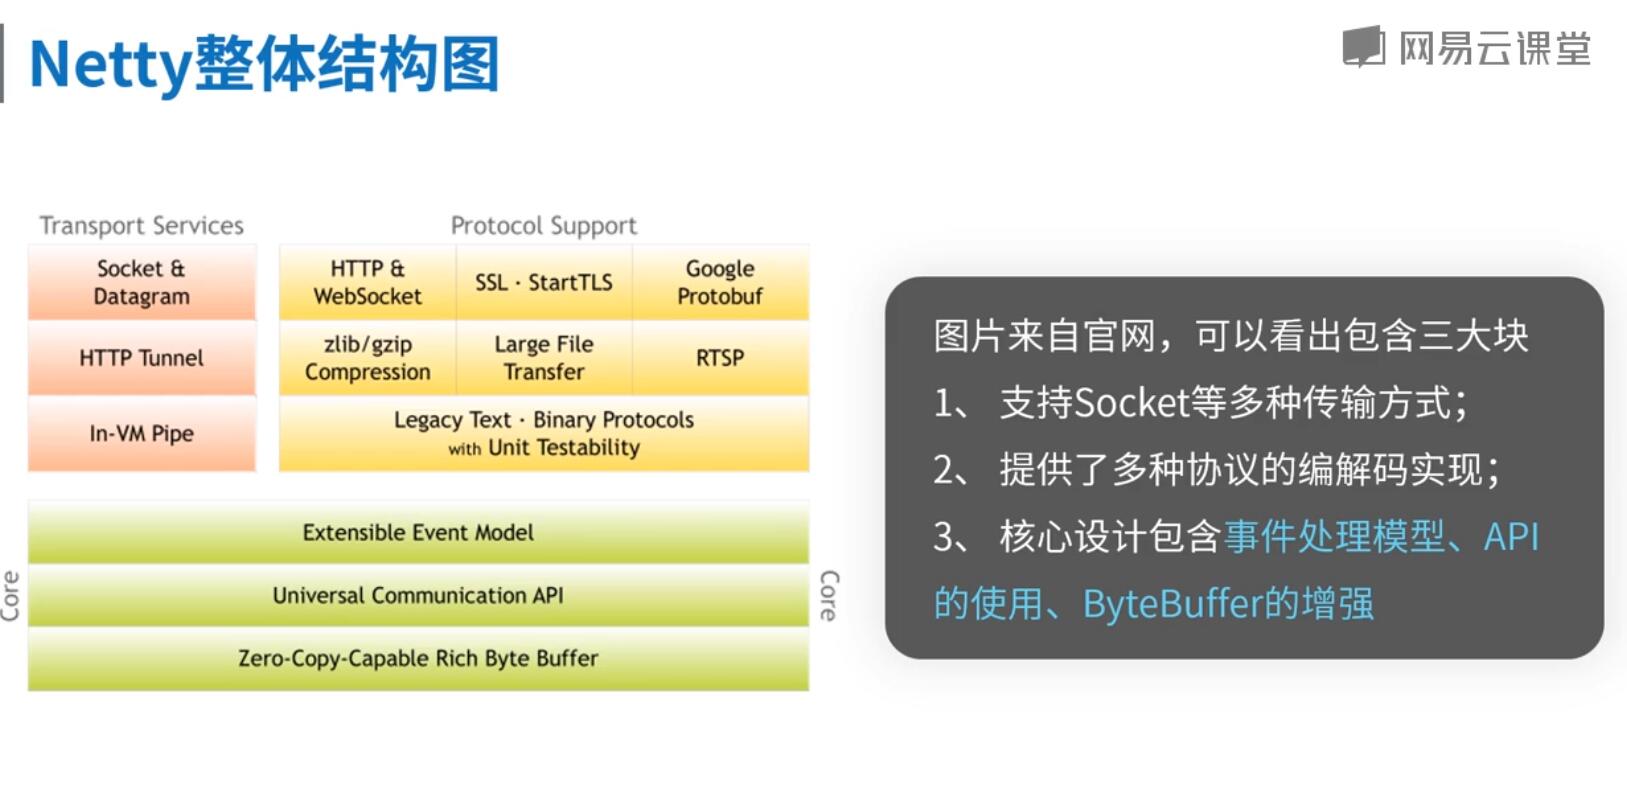 Netty整体结构图
网易云课堂
Transport Services
Socket &
Datagram
HTTP Tunnel
In-VM Pipe
Protocol Support
HTTP &
WebSocket
SSL · StartTLS
Google
Protobuf
zlib/gzip
Compression
Large File
Transfer
RTSP
Legacy Text · Binary Protocols
with Unit Testability
Core
Extensible Event Model
Universal Communication API
Zero-Copy-Capable Rich Byte Buffer
Core
图片来自官网，可以看出包含三大块
1、 支持Socket等多种传输方式；
2、 提供了多种协议的编解码实现；
3、 核心设计包含事件处理模型、API
的使用、ByteBuffer的增强